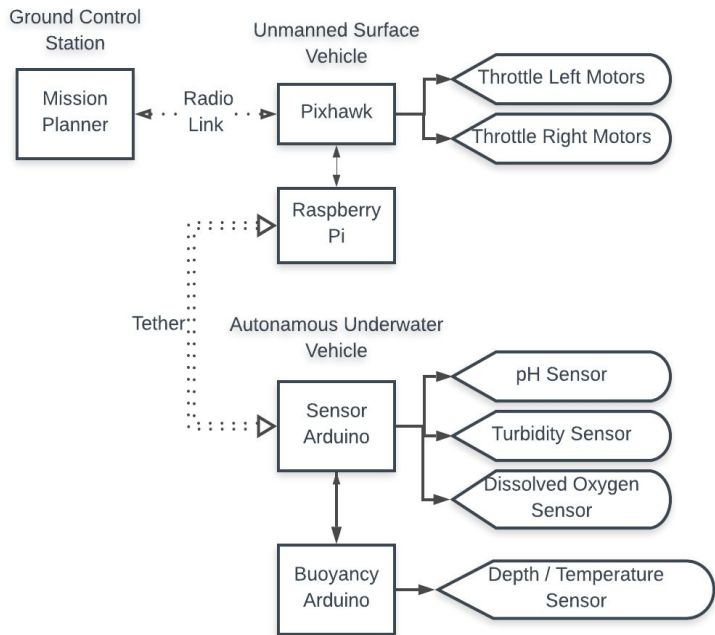 Ground Control
Station
Mission
Planner
Radio
Link
Unmanned Surface
Vehicle
Pixhawk
Throttle Left Motors
Throttle Right Motors
Raspberry
Pi
Tether
Autonamous Underwater
Vehicle
Sensor
Arduino
pH Sensor
Turbidity Sensor
Dissolved Oxygen
Sensor
Buoyancy
Arduino
Depth / Temperature
Sensor